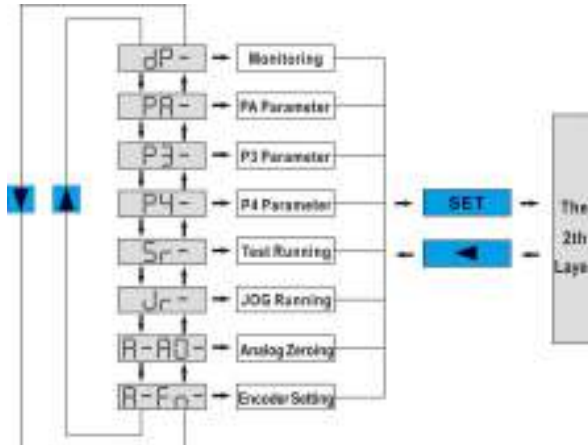 dP-
Monitoring
PA-
PA Parameter
P3-
P3 Parameter
P4-
P4 Parameter
SET
Sr-
Test Running
Jr-
JOG Running
A-A0-
Analog Zeroing
A-Fn-
Encoder Setting
The
2th
Laye